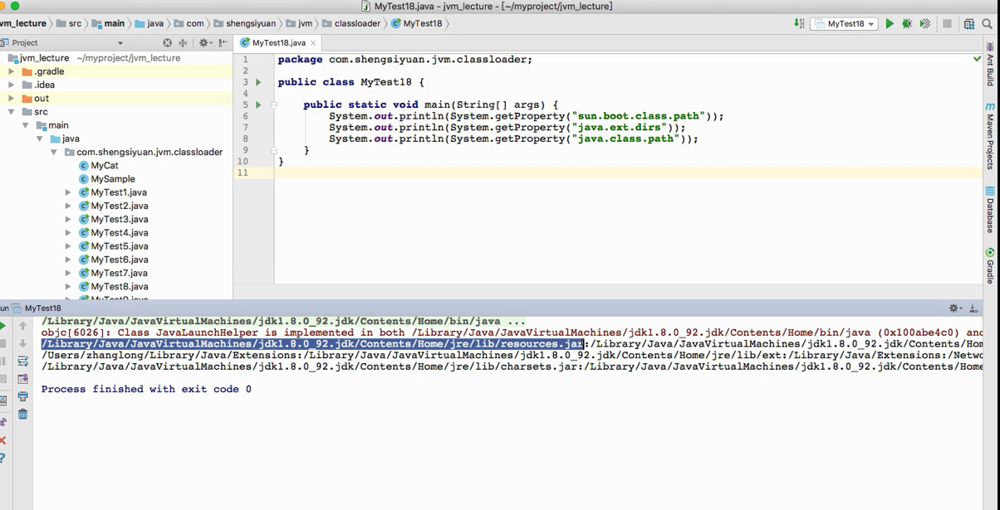 MyTest18.java - jvm_lecture - [~/myproject/jvm_lecture]
jvm_lecture src main java com shengsiyuan jvm classloader MyTest18
MyTest18
Project
MyTest18.java
jvm_lecture ~/myproject/jvm_lecture
.gradle
.idea
out
src
main
java
com.shengsiyuan.jvm.classloader
MyCat
MySample
MyTest1.java
MyTest2.java
MyTest3.java
MyTest4.java
MyTest5.java
MyTest6.java
MyTest7.java
MyTest8.java
1 package com.shengsiyuan.jvm.classloader;
2
3 public class MyTest18 {
4
5 public static void main(String[] args) {
6 System.out.println(System.getProperty("sun.boot.class.path"));
7 System.out.println(System.getProperty("java.ext.dirs"));
8 System.out.println(System.getProperty("java.class.path"));
9 }
10 }
11
Ant Build
Maven Projects
Database
Gradle
un MyTest18
/Library/Java/JavaVirtualMachines/jdk1.8.0_92.jdk/Contents/Home/bin/java ...
objc[6026]: Class JavaLaunchHelper is implemented in both /Library/Java/JavaVirtualMachines/jdk1.8.0_92.jdk/Contents/Home/bin/java (0x100abe4c0) and
/Library/Java/JavaVirtualMachines/jdk1.8.0_92.jdk/Contents/Home/jre/lib/resources.jar:/Library/Java/JavaVirtualMachines/jdk1.8.0_92.jdk/Contents/Ho
/Users/zhanglong/Library/Java/Extensions:/Library/Java/JavaVirtualMachines/jdk1.8.0_92.jdk/Contents/Home/jre/lib/ext:/Library/Java/Extensions:/Netwo
/Library/Java/JavaVirtualMachines/jdk1.8.0_92.jdk/Contents/Home/jre/lib/charsets.jar:/Library/Java/JavaVirtualMachines/jdk1.8.0_92.jdk/Contents/Hom
Process finished with exit code 0